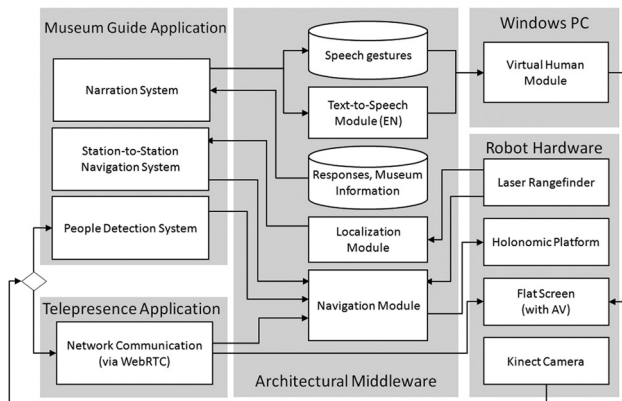 Museum Guide Application
Narration System
Station-to-Station
Navigation System
People Detection System
Telepresence Application
Network Communication
(via WebRTC)
Speech gestures
Text-to-Speech
Module (EN)
Responses, Museum
Information
Localization
Module
Navigation Module
Architectural Middleware
Windows PC
Virtual Human
Module
Robot Hardware
Laser Rangefinder
Holonomic Platform
Flat Screen
(with AV)
Kinect Camera